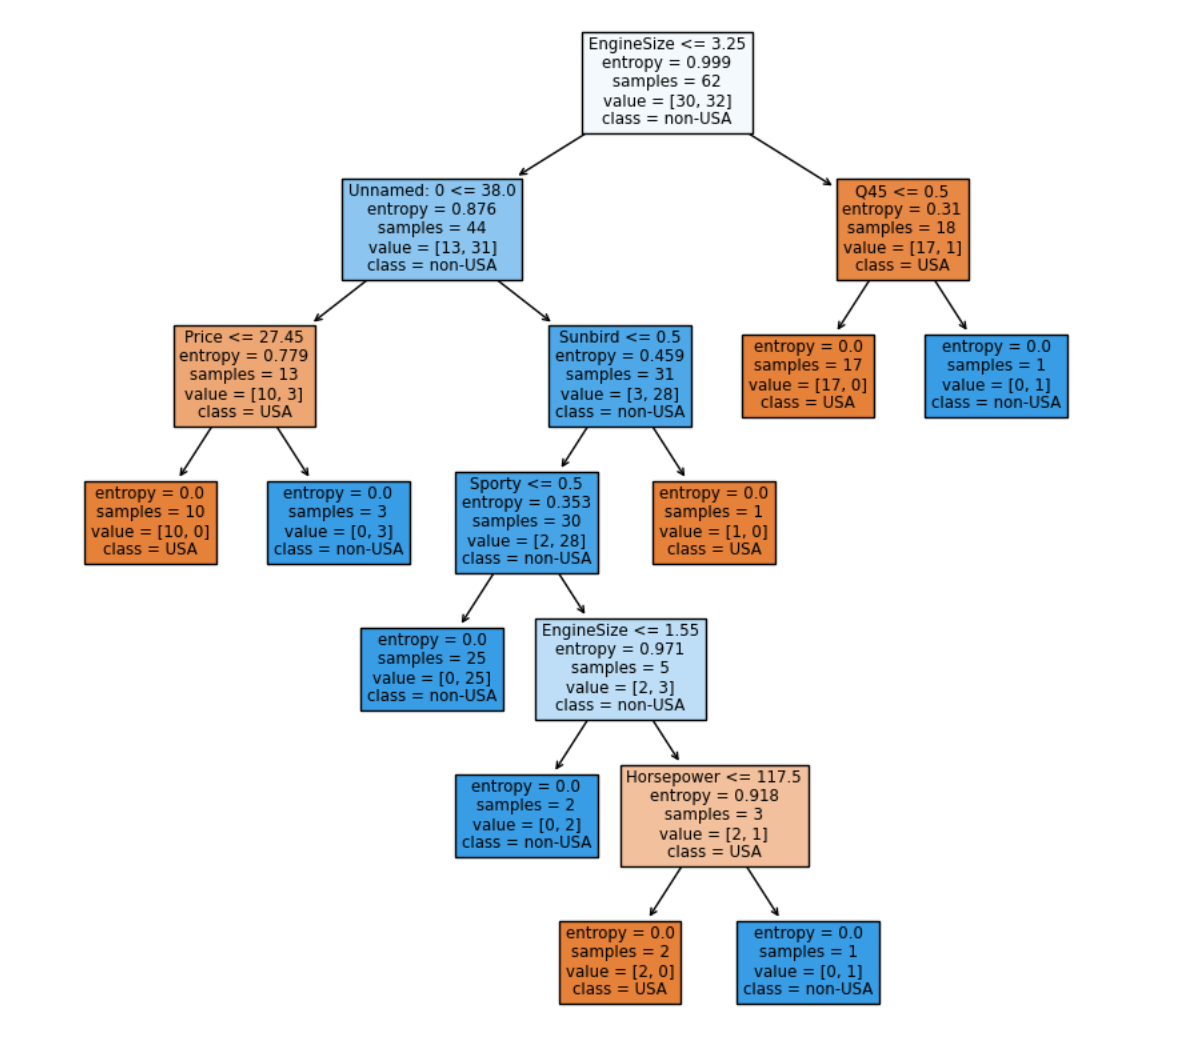 EngineSize <= 3.25
entropy = 0.999
samples = 62
value = [30, 32]
class = non-USA
Unnamed: 0 <= 38.0
entropy = 0.876
samples = 44
value = [13, 31]
class = non-USA
Q45 <= 0.5
entropy = 0.31
samples = 18
value = [17, 1]
class = USA
Price <= 27.45
entropy = 0.779
samples = 13
value = [10, 3]
class = USA
Sunbird <= 0.5
entropy = 0.459
samples = 31
value = [3, 28]
class = non-USA
entropy = 0.0
samples = 17
value = [17, 0]
class = USA
entropy = 0.0
samples = 1
value = [0, 1]
class = non-USA
entropy = 0.0
samples = 10
value = [10, 0]
class = USA
entropy = 0.0
samples = 3
value = [0, 3]
class = non-USA
Sporty <= 0.5
entropy = 0.353
samples = 30
value = [2, 28]
class = non-USA
entropy = 0.0
samples = 1
value = [1, 0]
class = USA
entropy = 0.0
samples = 25
value = [0, 25]
class = non-USA
EngineSize <= 1.55
entropy = 0.971
samples = 5
value = [2, 3]
class = non-USA
entropy = 0.0
samples = 2
value = [0, 2]
class = non-USA
Horsepower <= 117.5
entropy = 0.918
samples = 3
value = [2, 1]
class = USA
entropy = 0.0
samples = 2
value = [2, 0]
class = USA
entropy = 0.0
samples = 1
value = [0, 1]
class = non-USA